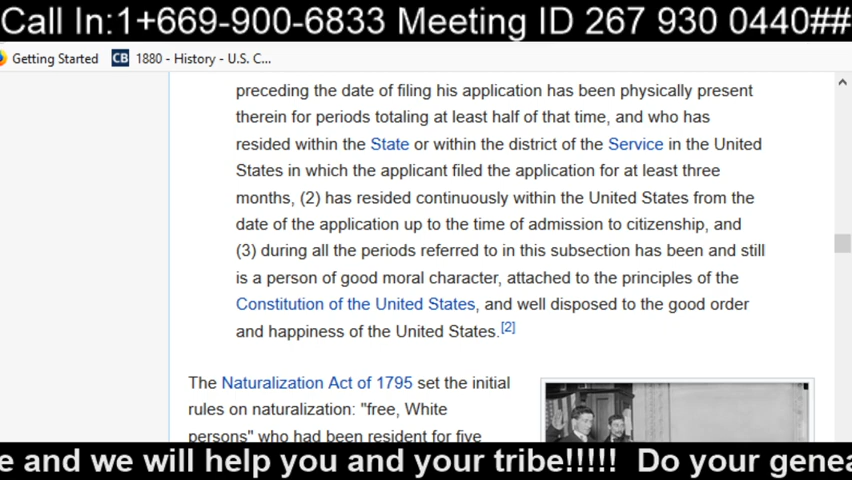 Call In:1+669-900-6833 Meeting ID 267 930 0440##
Getting Started CB 1880 - History - U.S. C...
preceding the date of filing his application has been physically present
therein for periods totaling at least half of that time, and who has
resided within the State or within the district of the Service in the United
States in which the applicant filed the application for at least three
months, (2) has resided continuously within the United States from the
date of the application up to the time of admission to citizenship, and
(3) during all the periods referred to in this subsection has been and still
is a person of good moral character, attached to the principles of the
Constitution of the United States, and well disposed to the good order
and happiness of the United States.[2]
The Naturalization Act of 1795 set the initial
rules on naturalization: "free, White
persons" who had been resident for five
e and we will help you and your tribe!!!!! Do your genea